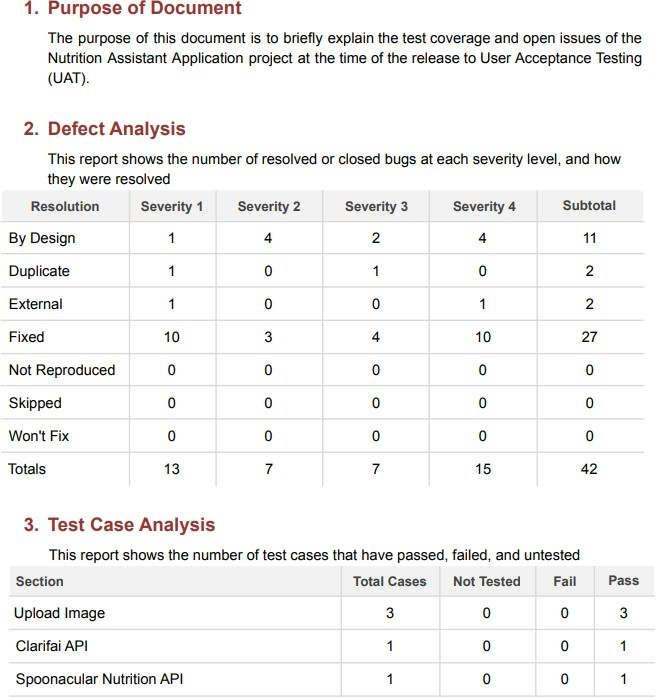 1. Purpose of Document
The purpose of this document is to briefly explain the test coverage and open issues of the
Nutrition Assistant Application project at the time of the release to User Acceptance Testing
(UAT).
2. Defect Analysis
This report shows the number of resolved or closed bugs at each severity level, and how
they were resolved
Resolution Severity 1 Severity 2 Severity 3 Severity 4 Subtotal
By Design 1 4 2 4 11
Duplicate 1 0 1 0 2
External 1 0 0 1 2
Fixed 10 3 4 10 27
Not Reproduced 0 0 0 0 0
Skipped 0 0 0 0 0
Won't Fix 0 0 0 0 0
Totals 13 7 7 15 42
3. Test Case Analysis
This report shows the number of test cases that have passed, failed, and untested
Section Total Cases Not Tested Fail Pass
Upload Image 3 0 0 3
Clarifai API 1 0 0 1
Spoonacular Nutrition API 1 0 0 1